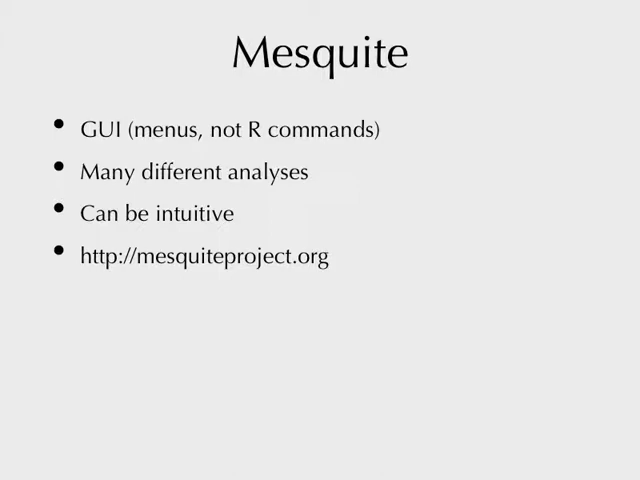 Mesquite
• GUI (menus, not R commands)
• Many different analyses
• Can be intuitive
• http://mesquiteproject.org